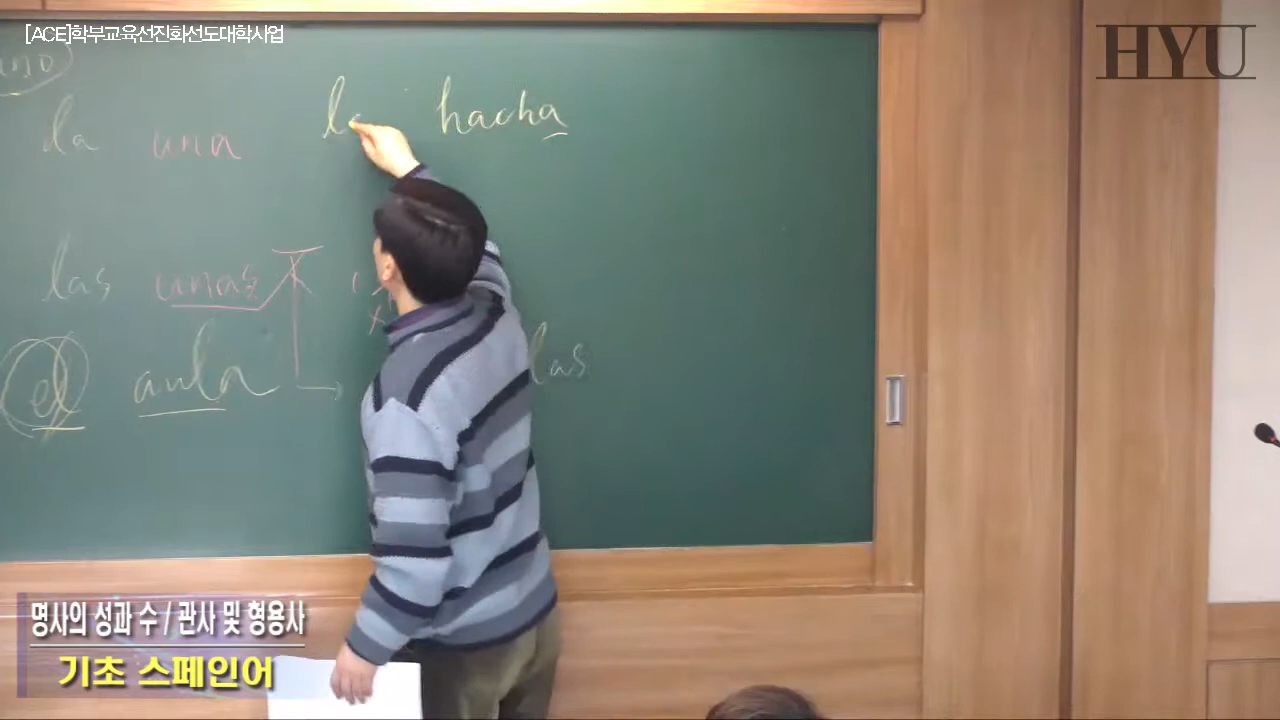 [ACE]학부교육선진화선도대학사업
HYU
la una
la hacha
las unas
el aula
las
명사의 성과 수 / 관사 및 형용사
기초 스페인어